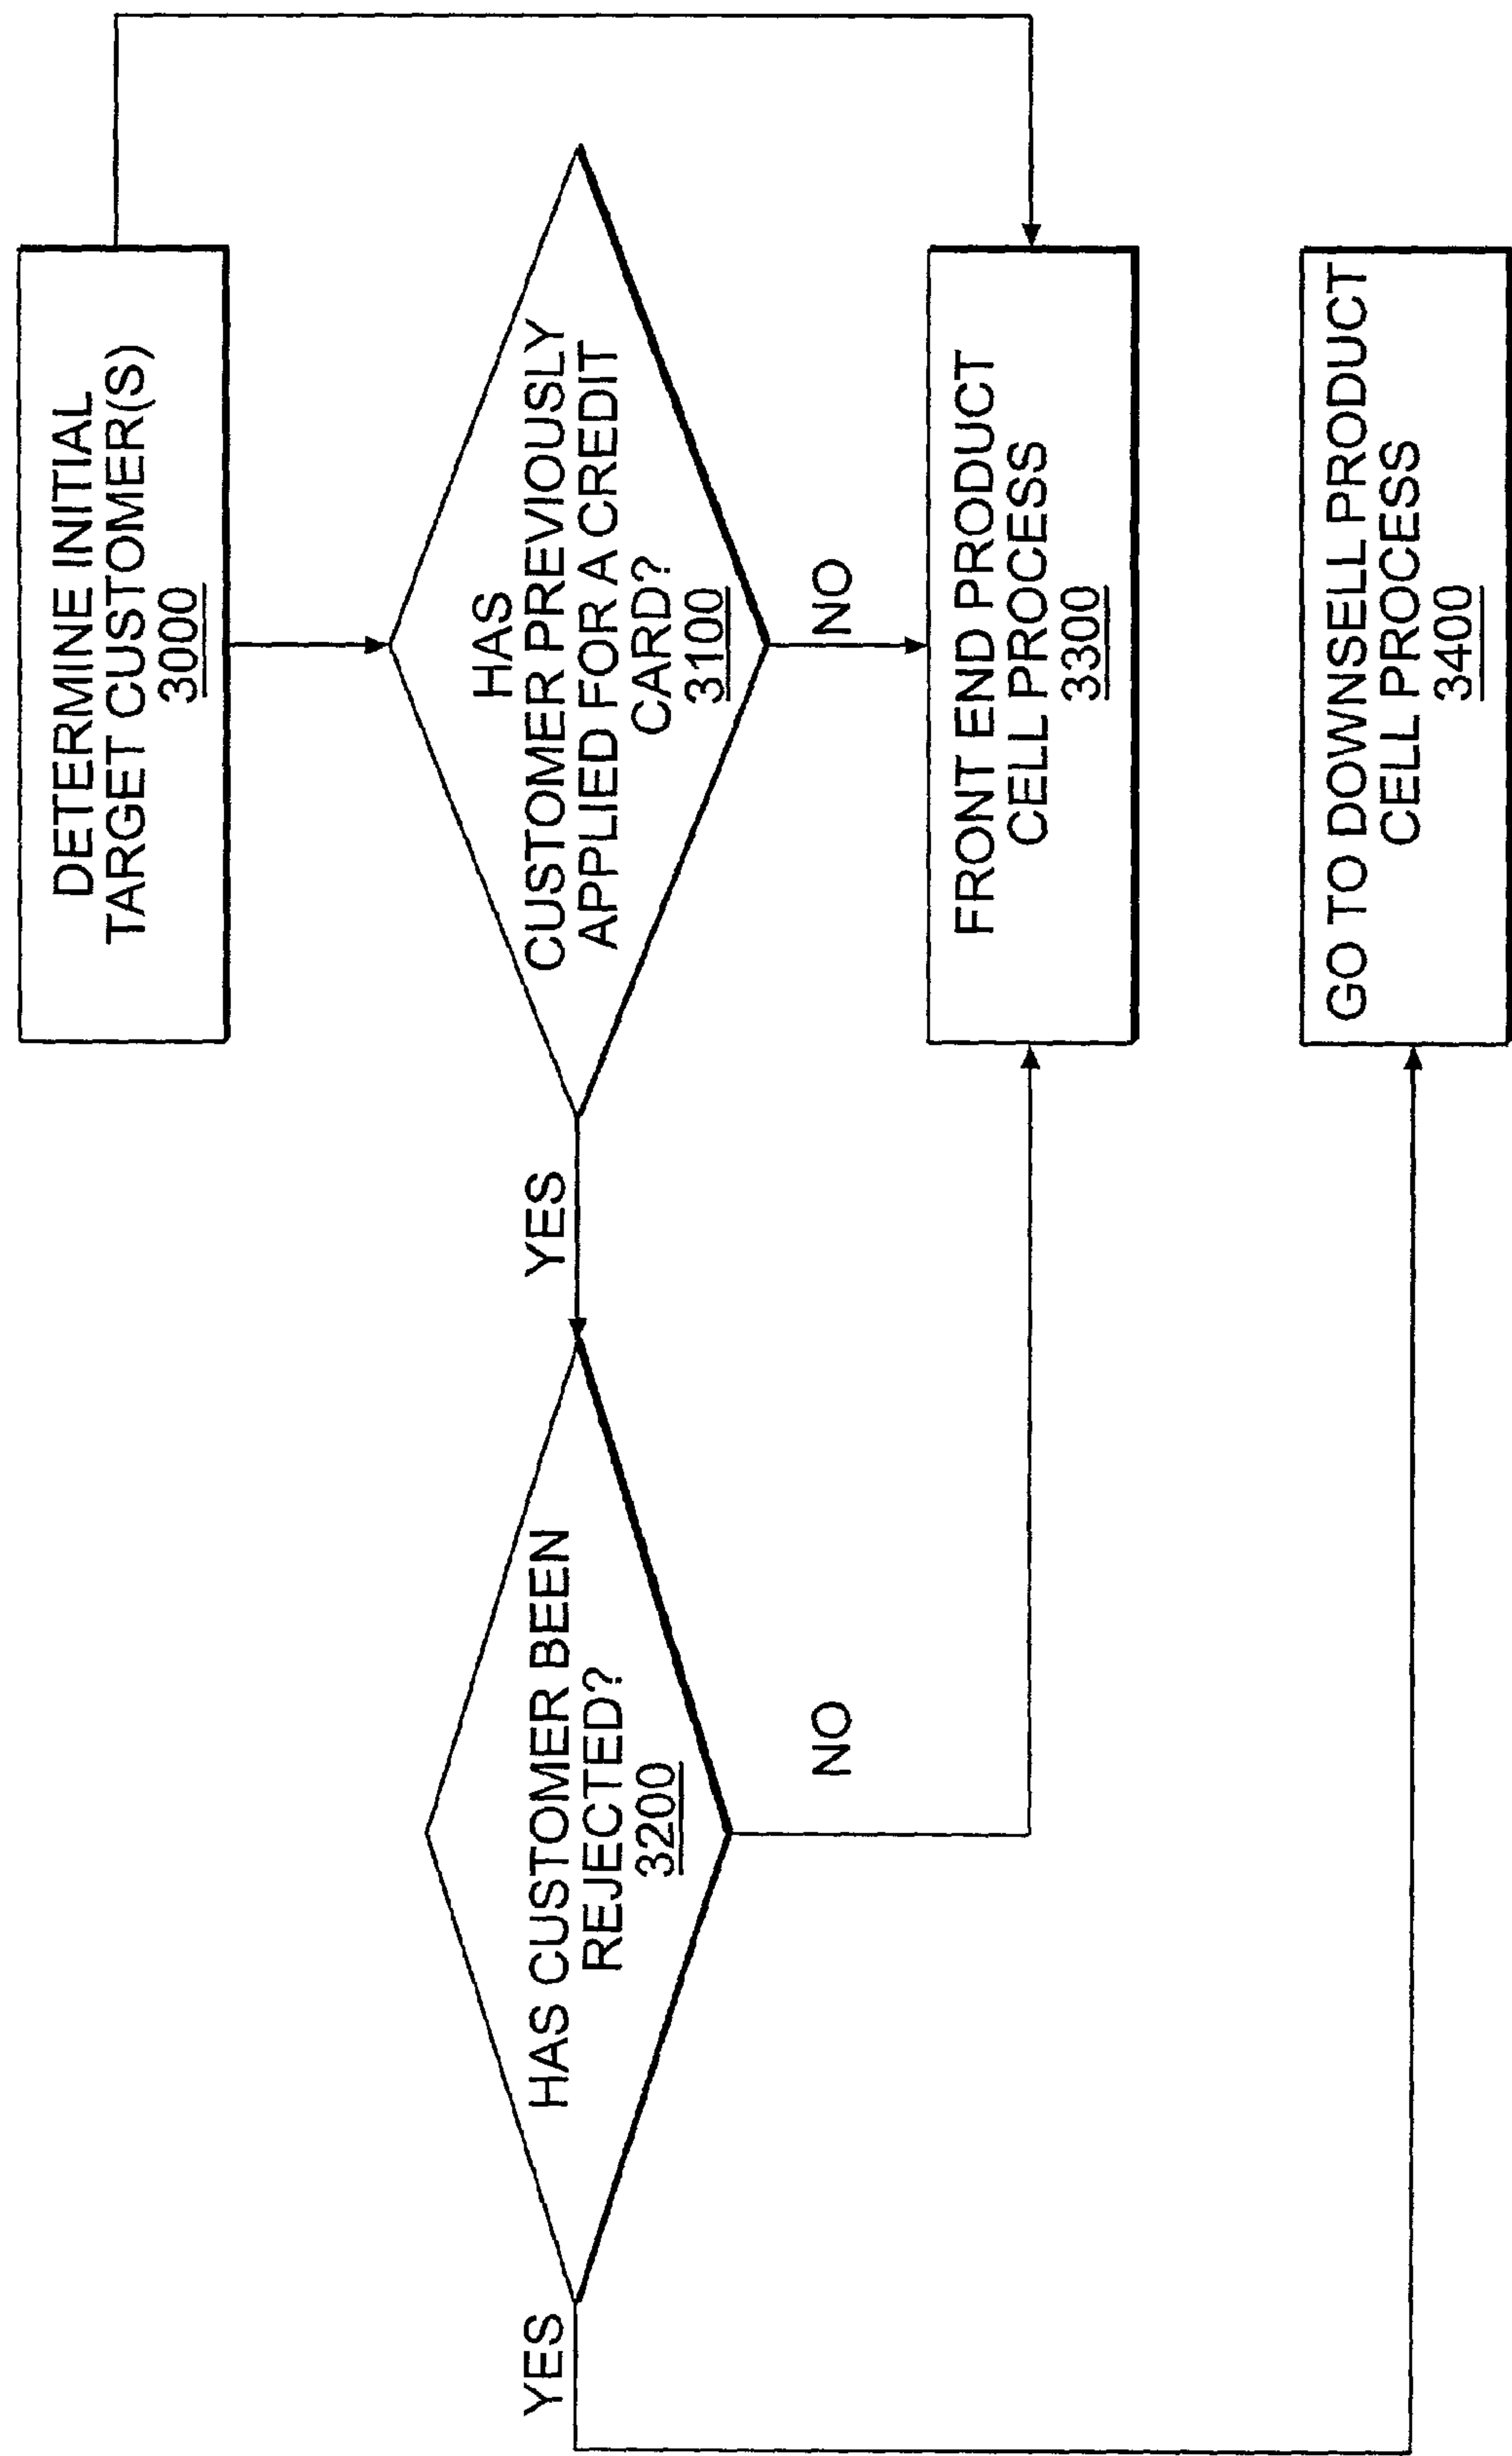 DETERMINE INITIAL
TARGET CUSTOMER(S)
3000
HAS
CUSTOMER PREVIOUSLY
APPLIED FOR A CREDIT
CARD?
3100
YES
NO
HAS CUSTOMER BEEN
REJECTED?
3200
YES
NO
FRONT END PRODUCT
CELL PROCESS
3300
GO TO DOWNSELL PRODUCT
CELL PROCESS
3400